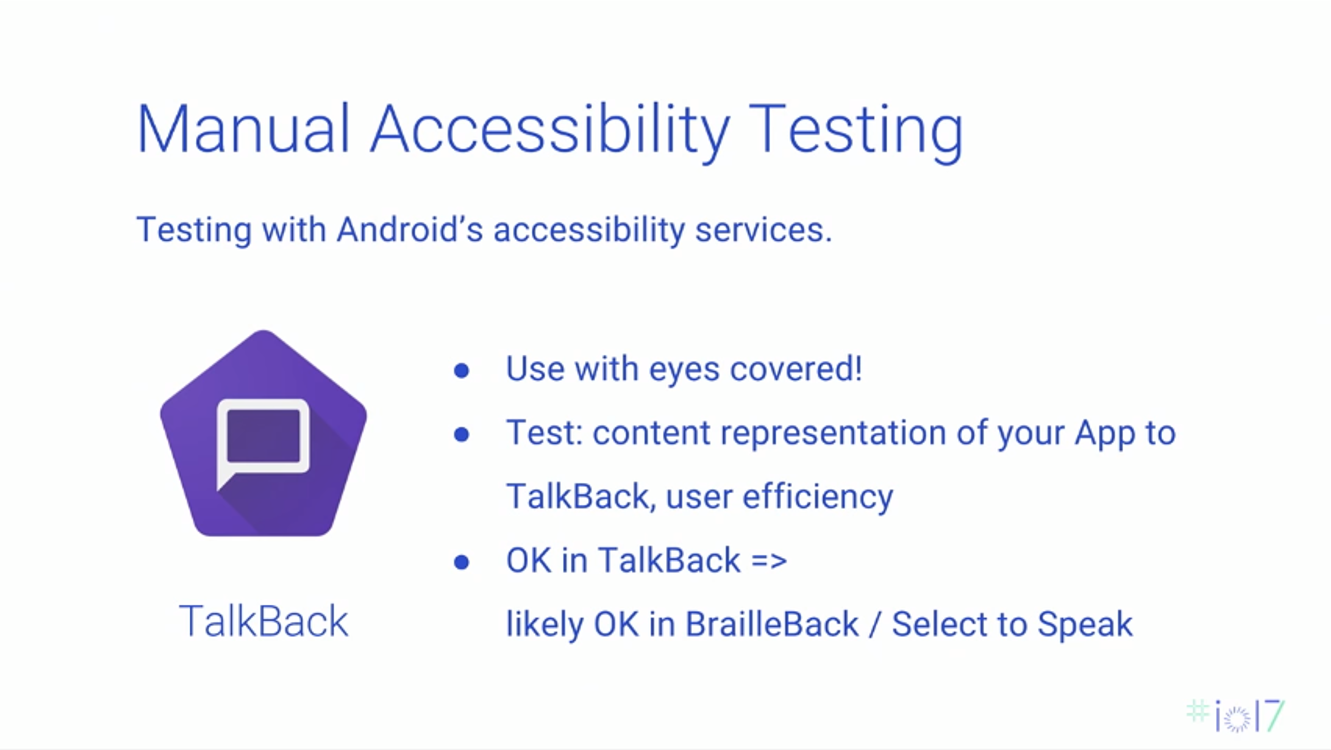 Manual Accessibility Testing
Testing with Android’s accessibility services.
● Use with eyes covered!
● Test: content representation of your App to
TalkBack, user efficiency
● OK in TalkBack =>
likely OK in BrailleBack / Select to Speak
TalkBack
#io17